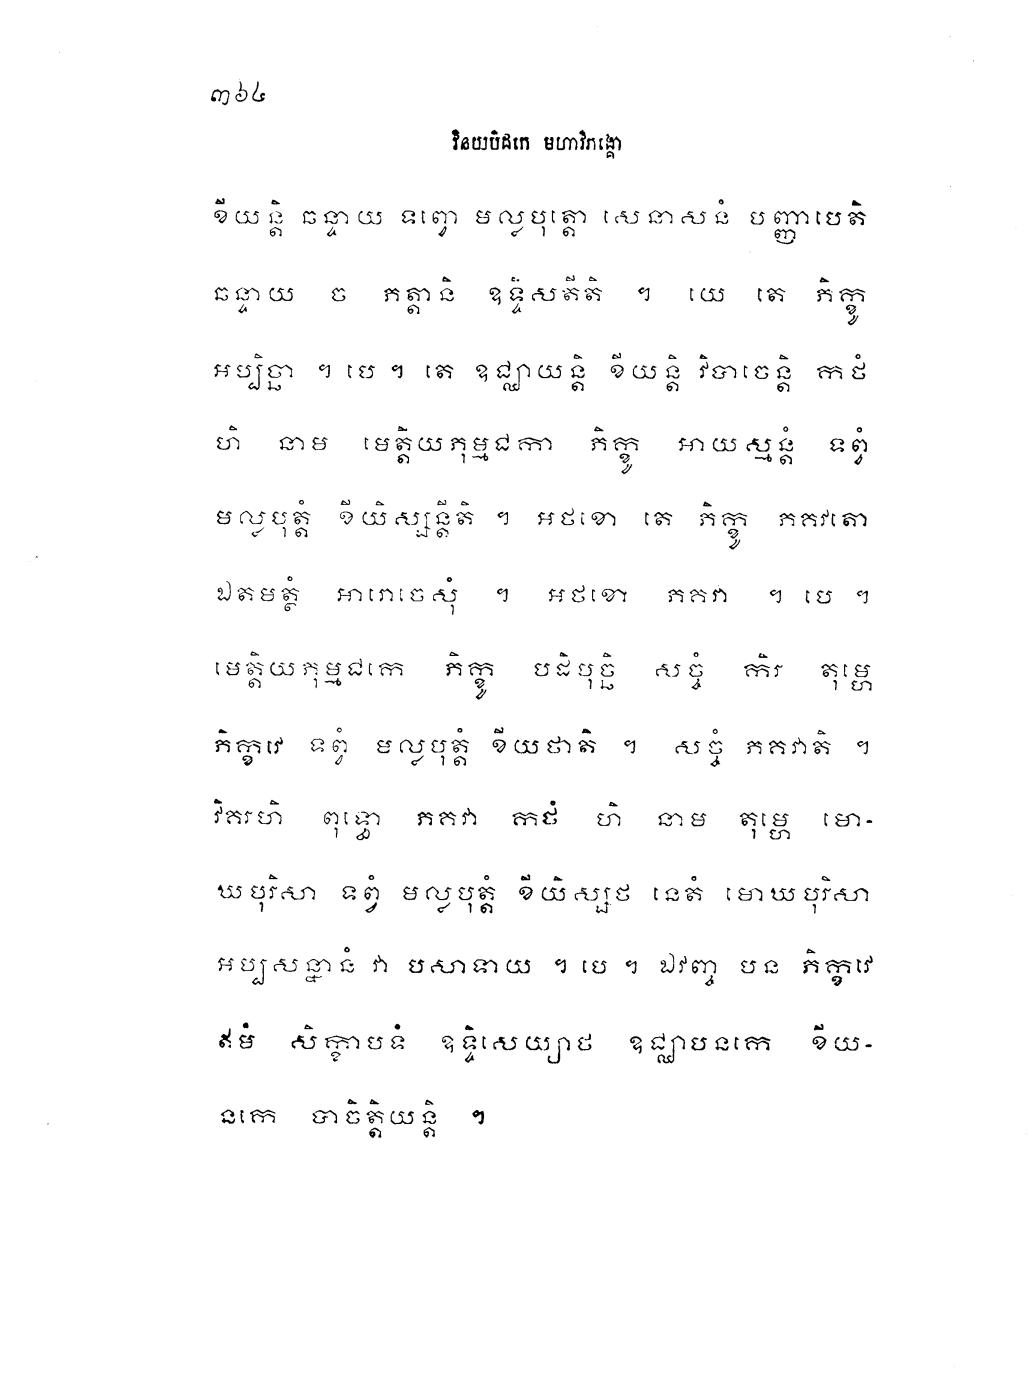 ៣៦៤
វិនយបិដកេ មហាវិភង្គោ
ខីយន្តិ ឆន្ទាយ ទព្វោ មល្លបុត្តោ សេនាសនំ បញ្ញាបេតិ
ឆន្ទាយ ច ភត្តានិ ឧទ្ទិសតីតិ ។ យេ តេ ភិក្ខូ
អប្បិច្ឆា ។ បេ ។ តេ ឧជ្ឈាយន្តិ ខីយន្តិ វិបាចេន្តិ កថំ
ហិ នាម មេត្តិយភុម្មជកា ភិក្ខូ អាយស្មន្តំ ទព្វំ
មល្លបុត្តំ ខីយិស្សន្តីតិ ។ អថខោ តេ ភិក្ខូ ភគវតោ
ឯតមត្ថំ អារោចេសុំ ។ អថខោ ភគវា ។ បេ ។
មេត្តិយភុម្មជកេ ភិក្ខូ បដិបុច្ឆិ សច្ចំ កិរ តុម្ហេ
ភិក្ខវេ ទព្វំ មល្លបុត្តំ ខីយថាតិ ។ សច្ចំ ភគវាតិ ។
វិគរហិ ពុទ្ធោ ភគវា កថំ ហិ នាម តុម្ហេ មោ-
ឃបុរិសា ទព្វំ មល្លបុត្តំ ខីយិស្សថ នេតំ មោឃបុរិសា
អប្បសន្នានំ វា បសាទាយ ។ បេ ។ ឯវញ្ច បន ភិក្ខវេ
ឥមំ សិក្ខាបទំ ឧទ្ទិសេយ្យាថ ឧជ្ឈាបនកេ ខីយ-
នកេ បាចិត្តិយន្តិ ។